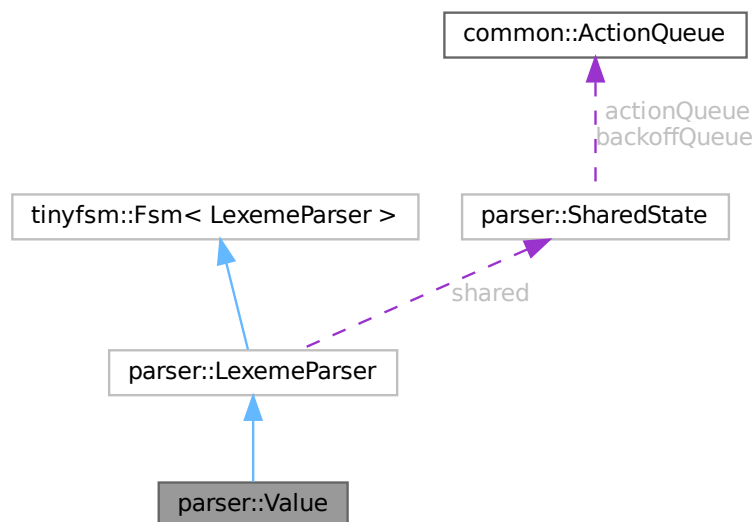 common::ActionQueue
actionQueue
backoffQueue
tinyfsm::Fsm< LexemeParser >
parser::SharedState
shared
parser::LexemeParser
parser::Value